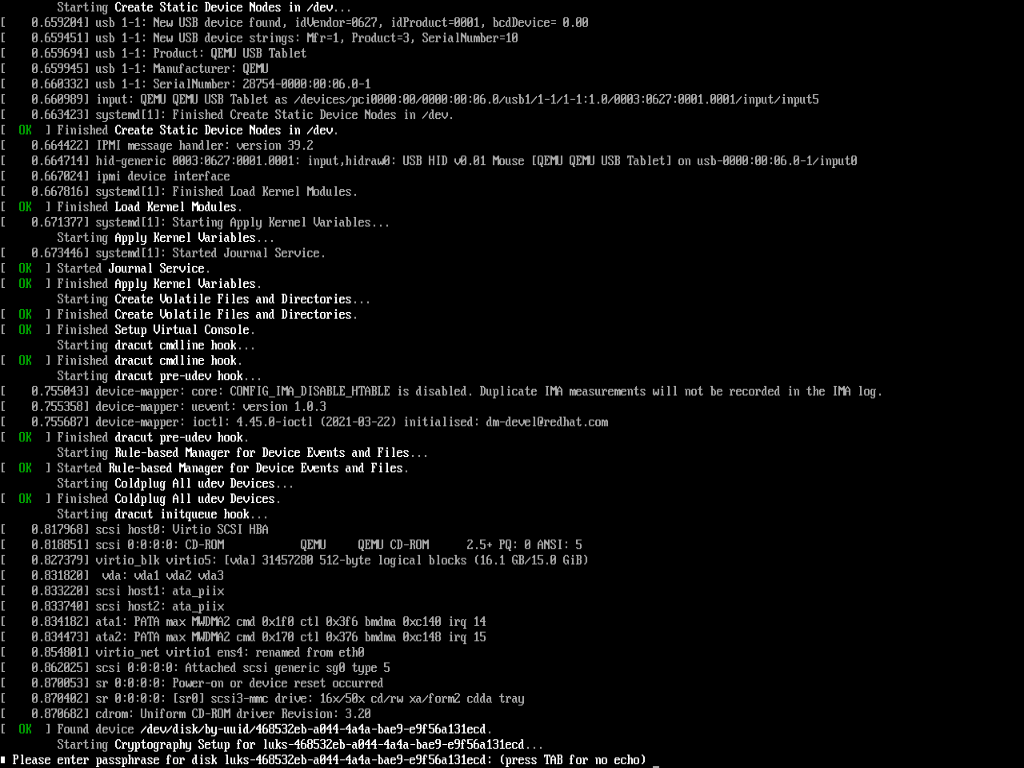 Starting Create Static Device Nodes in /dev...
[    0.659204] usb 1-1: New USB device found, idVendor=0627, idProduct=0001, bcdDevice= 0.00
[    0.659451] usb 1-1: New USB device strings: Mfr=1, Product=3, SerialNumber=10
[    0.659694] usb 1-1: Product: QEMU USB Tablet
[    0.659945] usb 1-1: Manufacturer: QEMU
[    0.660332] usb 1-1: SerialNumber: 28754-0000:00:06.0-1
[    0.660989] input: QEMU QEMU USB Tablet as /devices/pci0000:00/0000:00:06.0/usb1/1-1/1-1:1.0/0003:0627:0001.0001/input/input5
[    0.663423] systemd[1]: Finished Create Static Device Nodes in /dev.
[  OK  ] Finished Create Static Device Nodes in /dev.
[    0.664422] IPMI message handler: version 39.2
[    0.664714] hid-generic 0003:0627:0001.0001: input,hidraw0: USB HID v0.01 Mouse [QEMU QEMU USB Tablet] on usb-0000:00:06.0-1/input0
[    0.667024] ipmi device interface
[    0.667816] systemd[1]: Finished Load Kernel Modules.
[  OK  ] Finished Load Kernel Modules.
[    0.671377] systemd[1]: Starting Apply Kernel Variables...
Starting Apply Kernel Variables...
[    0.673446] systemd[1]: Started Journal Service.
[  OK  ] Started Journal Service.
[  OK  ] Finished Apply Kernel Variables.
Starting Create Volatile Files and Directories...
[  OK  ] Finished Create Volatile Files and Directories.
[  OK  ] Finished Setup Virtual Console.
Starting dracut cmdline hook...
[  OK  ] Finished dracut cmdline hook.
Starting dracut pre-udev hook...
[    0.755043] device-mapper: core: CONFIG_IMA_DISABLE_HTABLE is disabled. Duplicate IMA measurements will not be recorded in the IMA log.
[    0.755358] device-mapper: uevent: version 1.0.3
[    0.755687] device-mapper: ioctl: 4.45.0-ioctl (2021-03-22) initialised: dm-devel@redhat.com
[  OK  ] Finished dracut pre-udev hook.
Starting Rule-based Manager for Device Events and Files...
[  OK  ] Started Rule-based Manager for Device Events and Files.
Starting Coldplug All udev Devices...
[  OK  ] Finished Coldplug All udev Devices.
Starting dracut initqueue hook...
[    0.817968] scsi host0: Virtio SCSI HBA
[    0.818851] scsi 0:0:0:0: CD-ROM            QEMU     QEMU CD-ROM      2.5+ PQ: 0 ANSI: 5
[    0.827379] virtio_blk virtio5: [vda] 31457280 512-byte logical blocks (16.1 GB/15.0 GiB)
[    0.831820]  vda: vda1 vda2 vda3
[    0.833220] scsi host1: ata_piix
[    0.833740] scsi host2: ata_piix
[    0.834182] ata1: PATA max MWDMA2 cmd 0x1f0 ctl 0x3f6 bmdma 0xc140 irq 14
[    0.834473] ata2: PATA max MWDMA2 cmd 0x170 ctl 0x376 bmdma 0xc148 irq 15
[    0.854801] virtio_net virtio1 ens4: renamed from eth0
[    0.862025] scsi 0:0:0:0: Attached scsi generic sg0 type 5
[    0.870053] sr 0:0:0:0: Power-on or device reset occurred
[    0.870402] sr 0:0:0:0: [sr0] scsi3-mmc drive: 16x/50x cd/rw xa/form2 cdda tray
[    0.870682] cdrom: Uniform CD-ROM driver Revision: 3.20
[  OK  ] Found device /dev/disk/by-uuid/468532eb-a044-4a4a-bae9-e9f56a131ecd.
Starting Cryptography Setup for luks-468532eb-a044-4a4a-bae9-e9f56a131ecd...
Please enter passphrase for disk luks-468532eb-a044-4a4a-bae9-e9f56a131ecd: (press TAB for no echo) _